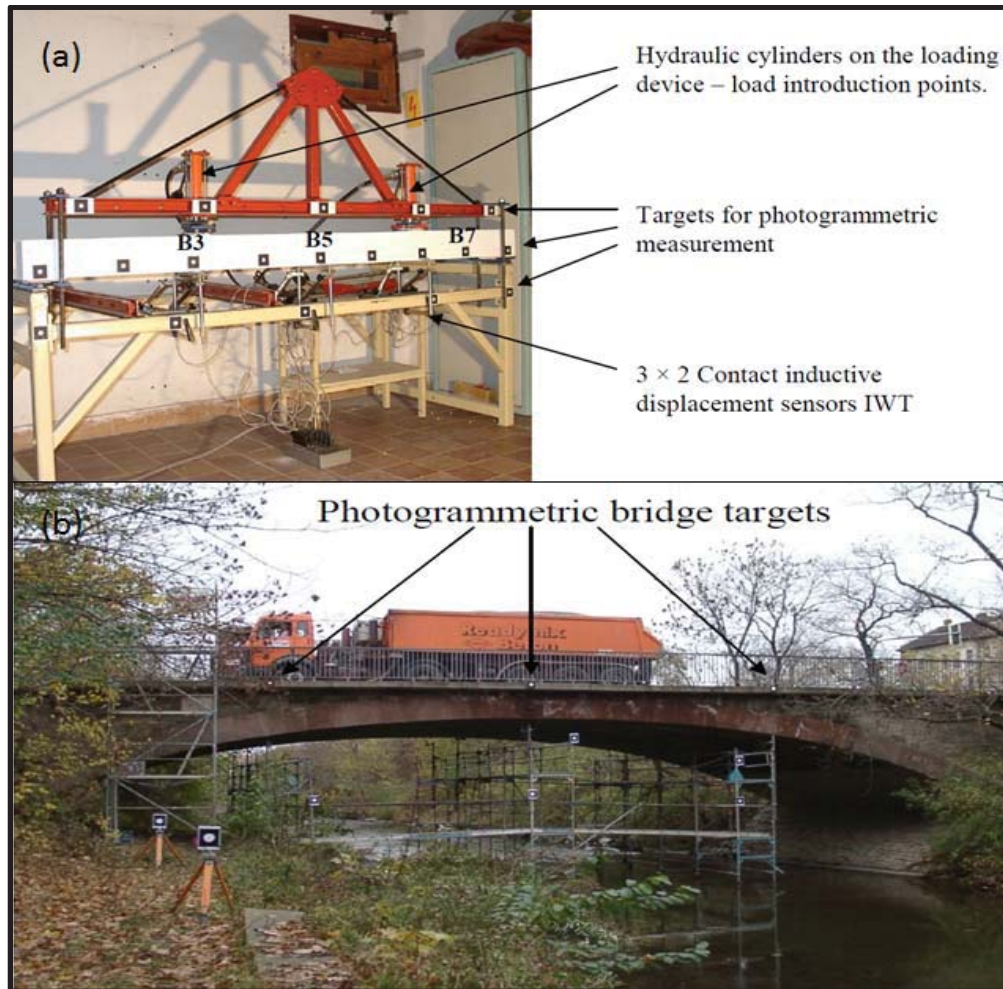 (a)
Hydraulic cylinders on the loading
device – load introduction points.
Targets for photogrammetric
measurement
B3 B5 B7
3 × 2 Contact inductive
displacement sensors IWT
(b)
Photogrammetric bridge targets
Readymix